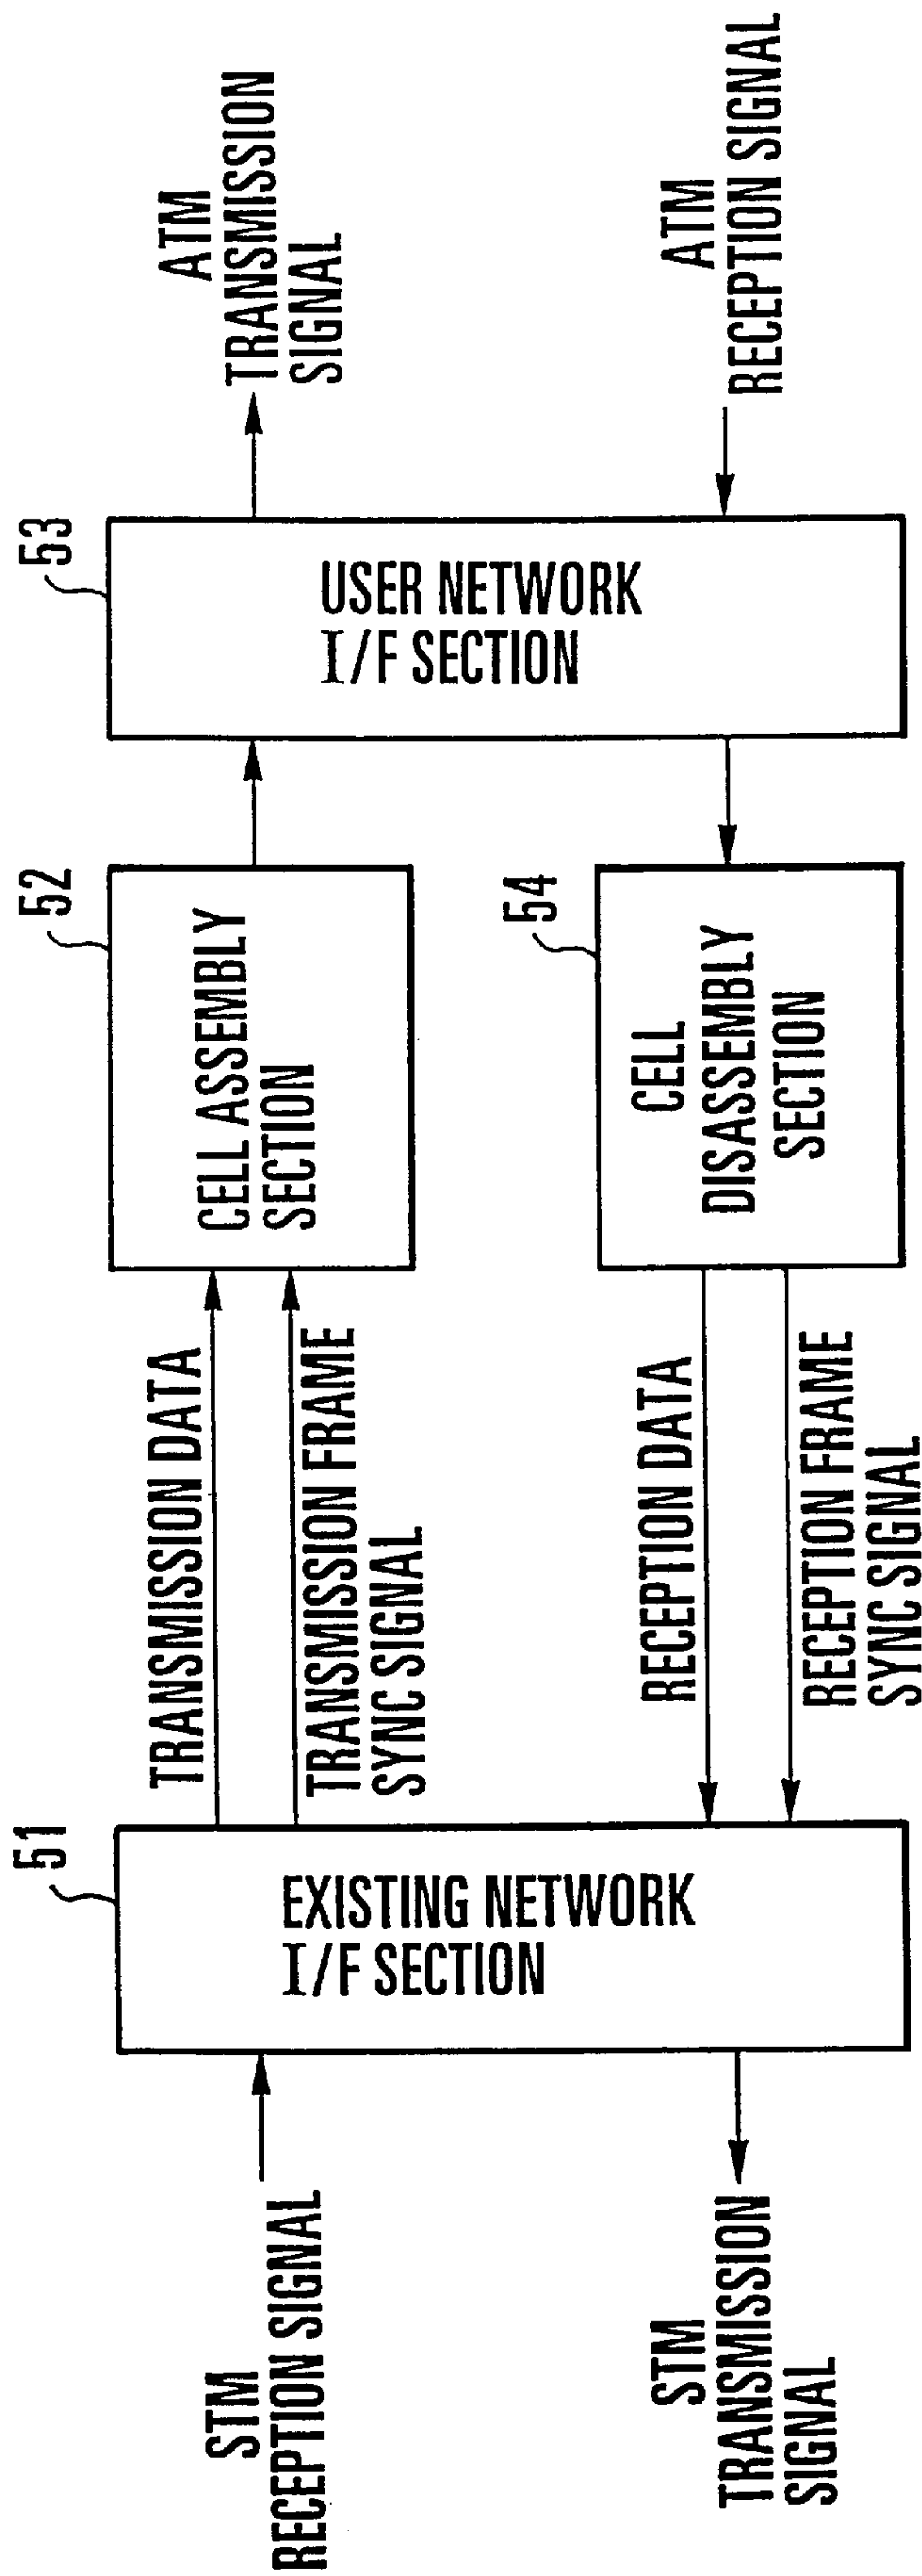 STM
RECEPTION SIGNAL
STM
TRANSMISSION
SIGNAL
51
EXISTING NETWORK
I/F SECTION
TRANSMISSION DATA
TRANSMISSION FRAME
SYNC SIGNAL
RECEPTION DATA
RECEPTION FRAME
SYNC SIGNAL
52
CELL ASSEMBLY
SECTION
54
CELL
DISASSEMBLY
SECTION
53
USER NETWORK
I/F SECTION
ATM
TRANSMISSION
SIGNAL
ATM
RECEPTION SIGNAL